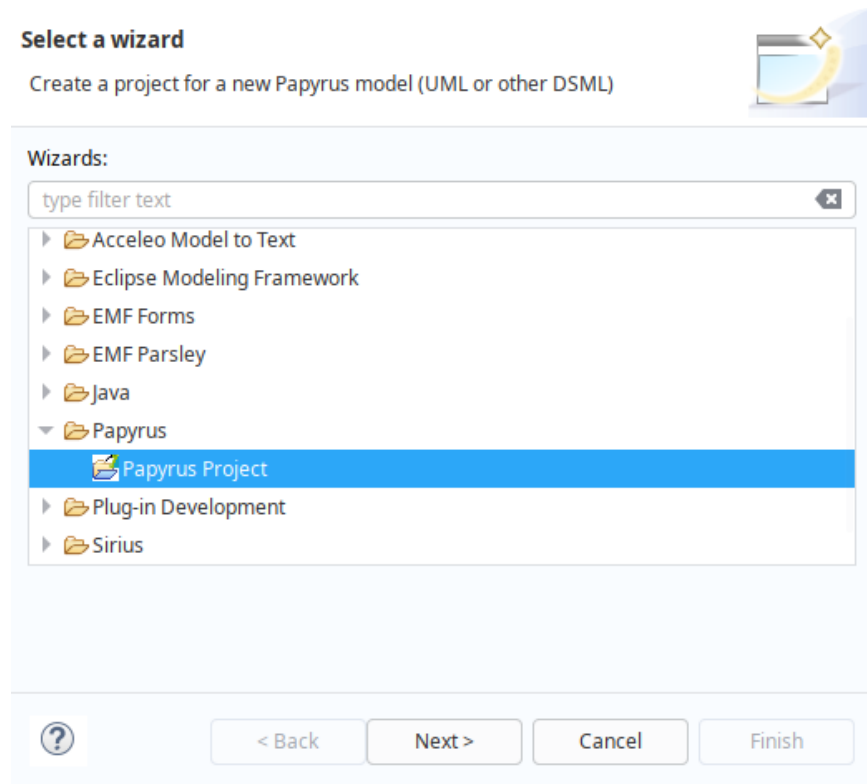 Select a wizard
Create a project for a new Papyrus model (UML or other DSML)
Wizards:
type filter text
Acceleo Model to Text
Eclipse Modeling Framework
EMF Forms
EMF Parsley
Java
Papyrus
Papyrus Project
Plug-in Development
Sirius
? < Back Next > Cancel Finish